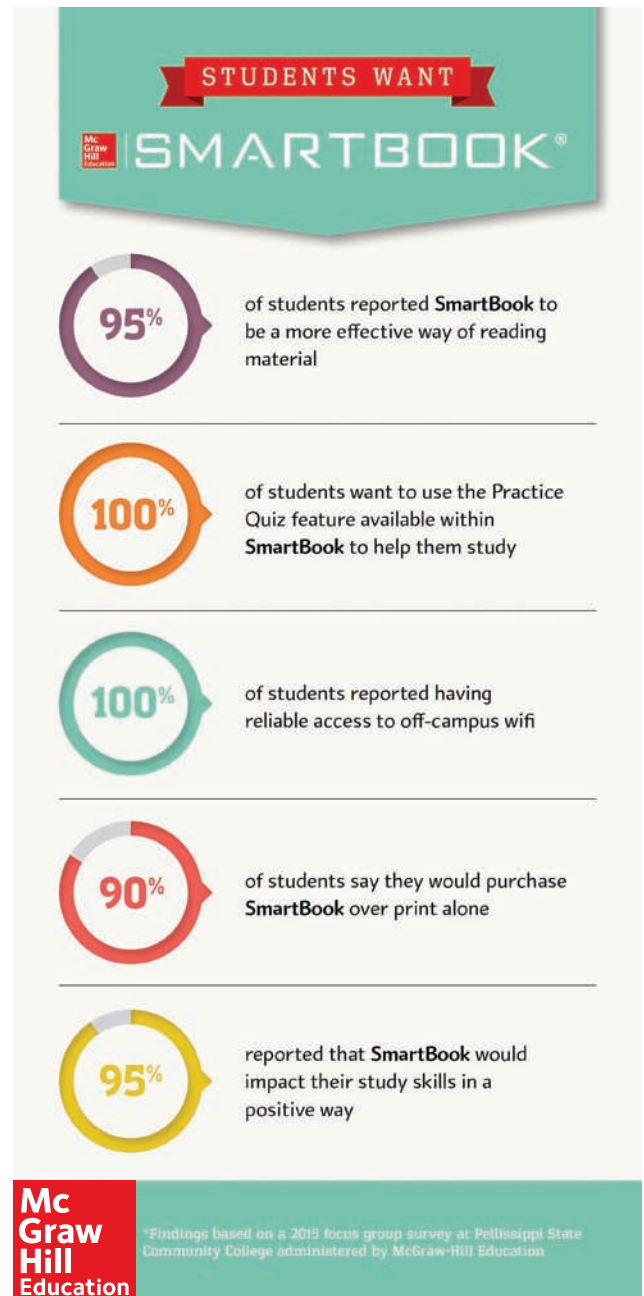 STUDENTS WANT
Mc
Graw
Hill
Education
SMARTBOOK®
95%
of students reported SmartBook to
be a more effective way of reading
material
100%
of students want to use the Practice
Quiz feature available within
SmartBook to help them study
100%
of students reported having
reliable access to off-campus wifi
90%
of students say they would purchase
SmartBook over print alone
95%
reported that SmartBook would
impact their study skills in a
positive way
Mc
Graw
Hill
Education
*Findings based on a 2015 focus group survey at Pellissippi State
Community College administered by McGraw-Hill Education